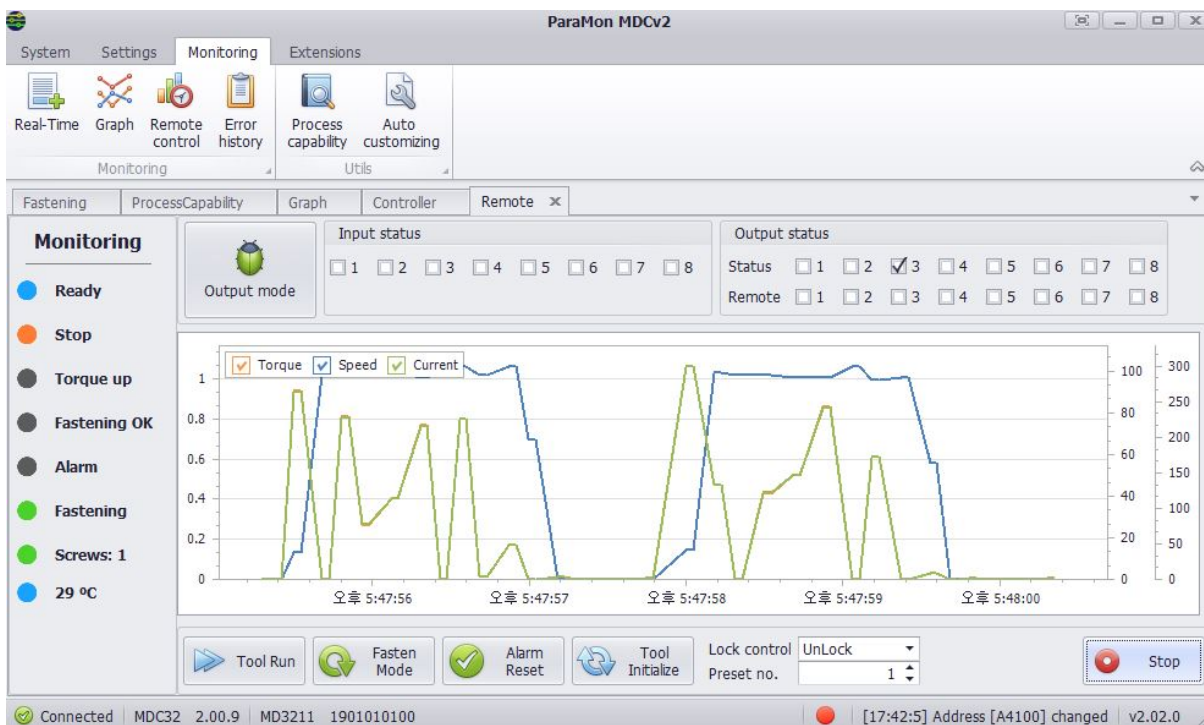 ParaMon MDCv2
System Settings Monitoring Extensions
Real-Time Graph Remote control Error history Process capability Auto customizing
Monitoring Utils
Fastening ProcessCapability Graph Controller Remote
Monitoring
Ready
Stop
Torque up
Fastening OK
Alarm
Fastening
Screws: 1
29 ºC
Output mode
Input status
1 2 3 4 5 6 7 8
Output status
Status 1 2 3 4 5 6 7 8
Remote 1 2 3 4 5 6 7 8
Torque Speed Current
1
0.8
0.6
0.4
0.2
0
100
80
60
40
20
0
300
250
200
150
100
50
0
오후 5:47:56 오후 5:47:57 오후 5:47:58 오후 5:47:59 오후 5:48:00
Tool Run
Fasten Mode
Alarm Reset
Tool Initialize
Lock control UnLock
Preset no. 1
Stop
Connected MDC32 2.00.9 MD3211 1901010100 [17:42:5] Address [A4100] changed v2.02.0